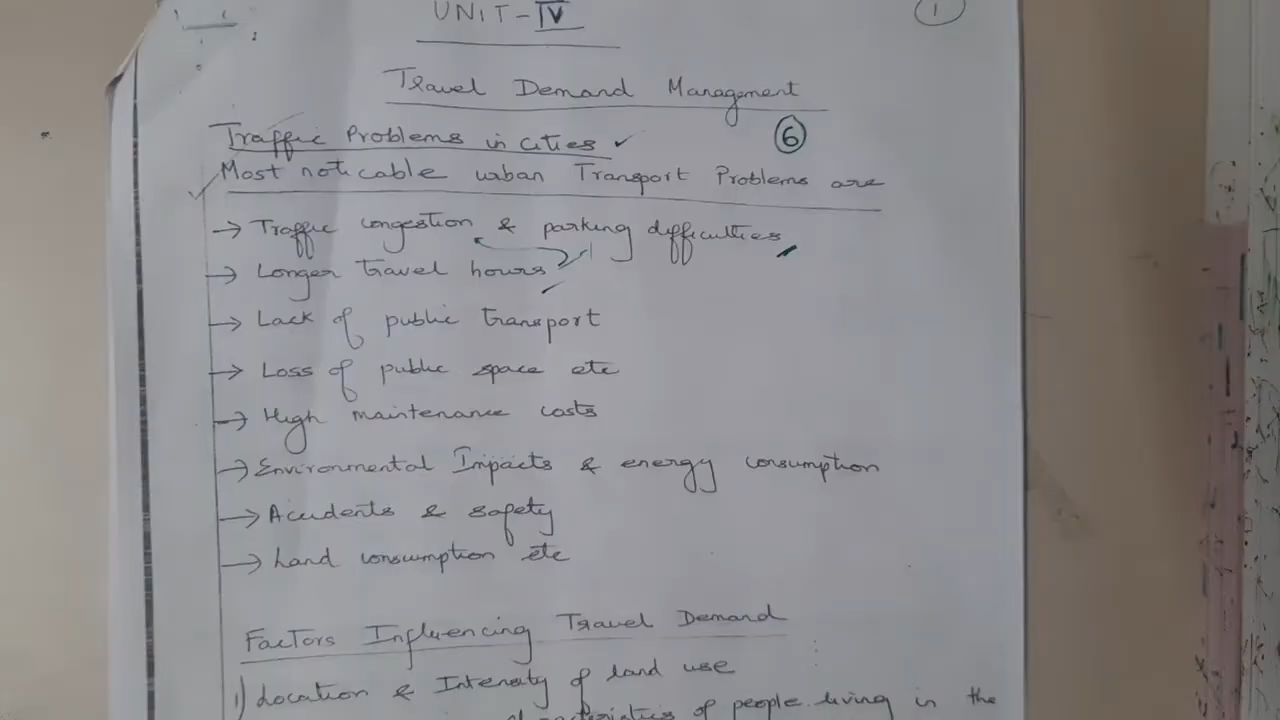 UNIT-IV
1
Travel Demand Management
Traffic Problems in cities ✓
6
Most noticable urban Transport Problems are
→ Traffic congestion & parking difficulties
→ Longer travel hours
→ Lack of public transport
→ Loss of public space etc
→ High maintenance costs
→ Environmental Impacts & energy consumption
→ Accidents & safety
→ Land consumption etc
Factors Influencing Travel Demand
1) Location & Intensity of land use
of people living in the